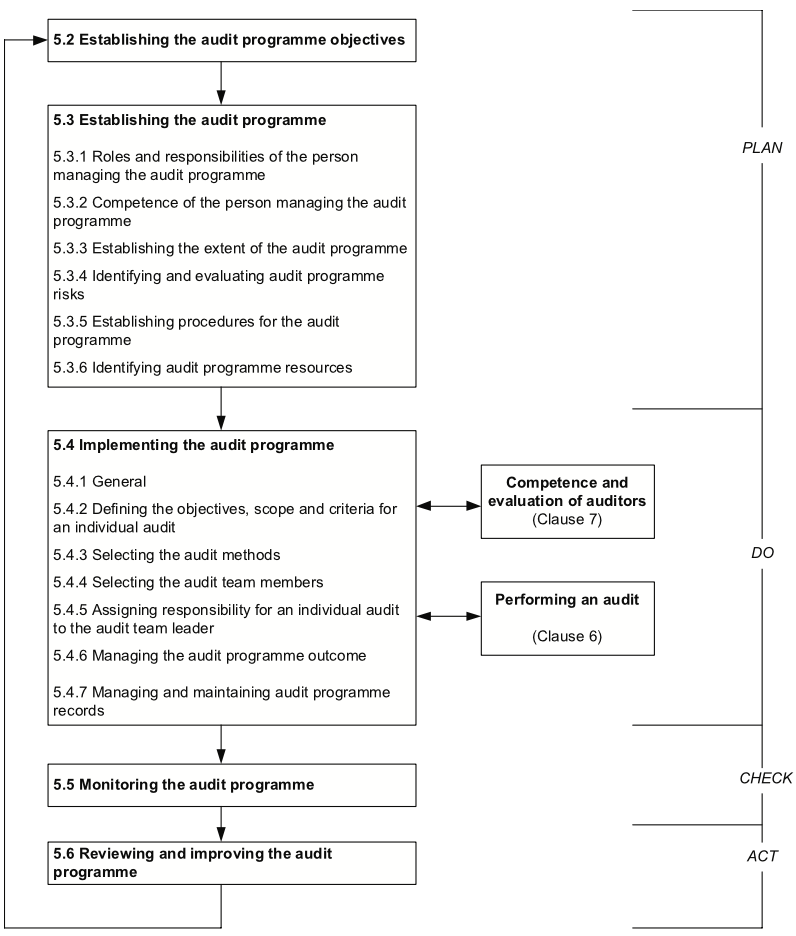 5.2 Establishing the audit programme objectives
5.3 Establishing the audit programme
5.3.1 Roles and responsibilities of the person
managing the audit programme
5.3.2 Competence of the person managing the audit
programme
5.3.3 Establishing the extent of the audit programme
5.3.4 Identifying and evaluating audit programme
risks
5.3.5 Establishing procedures for the audit
programme
5.3.6 Identifying audit programme resources
PLAN
5.4 Implementing the audit programme
5.4.1 General
5.4.2 Defining the objectives, scope and criteria for
an individual audit
5.4.3 Selecting the audit methods
5.4.4 Selecting the audit team members
5.4.5 Assigning responsibility for an individual audit
to the audit team leader
5.4.6 Managing the audit programme outcome
5.4.7 Managing and maintaining audit programme
records
Competence and
evaluation of auditors
(Clause 7)
Performing an audit
(Clause 6)
DO
5.5 Monitoring the audit programme
CHECK
5.6 Reviewing and improving the audit
programme
ACT